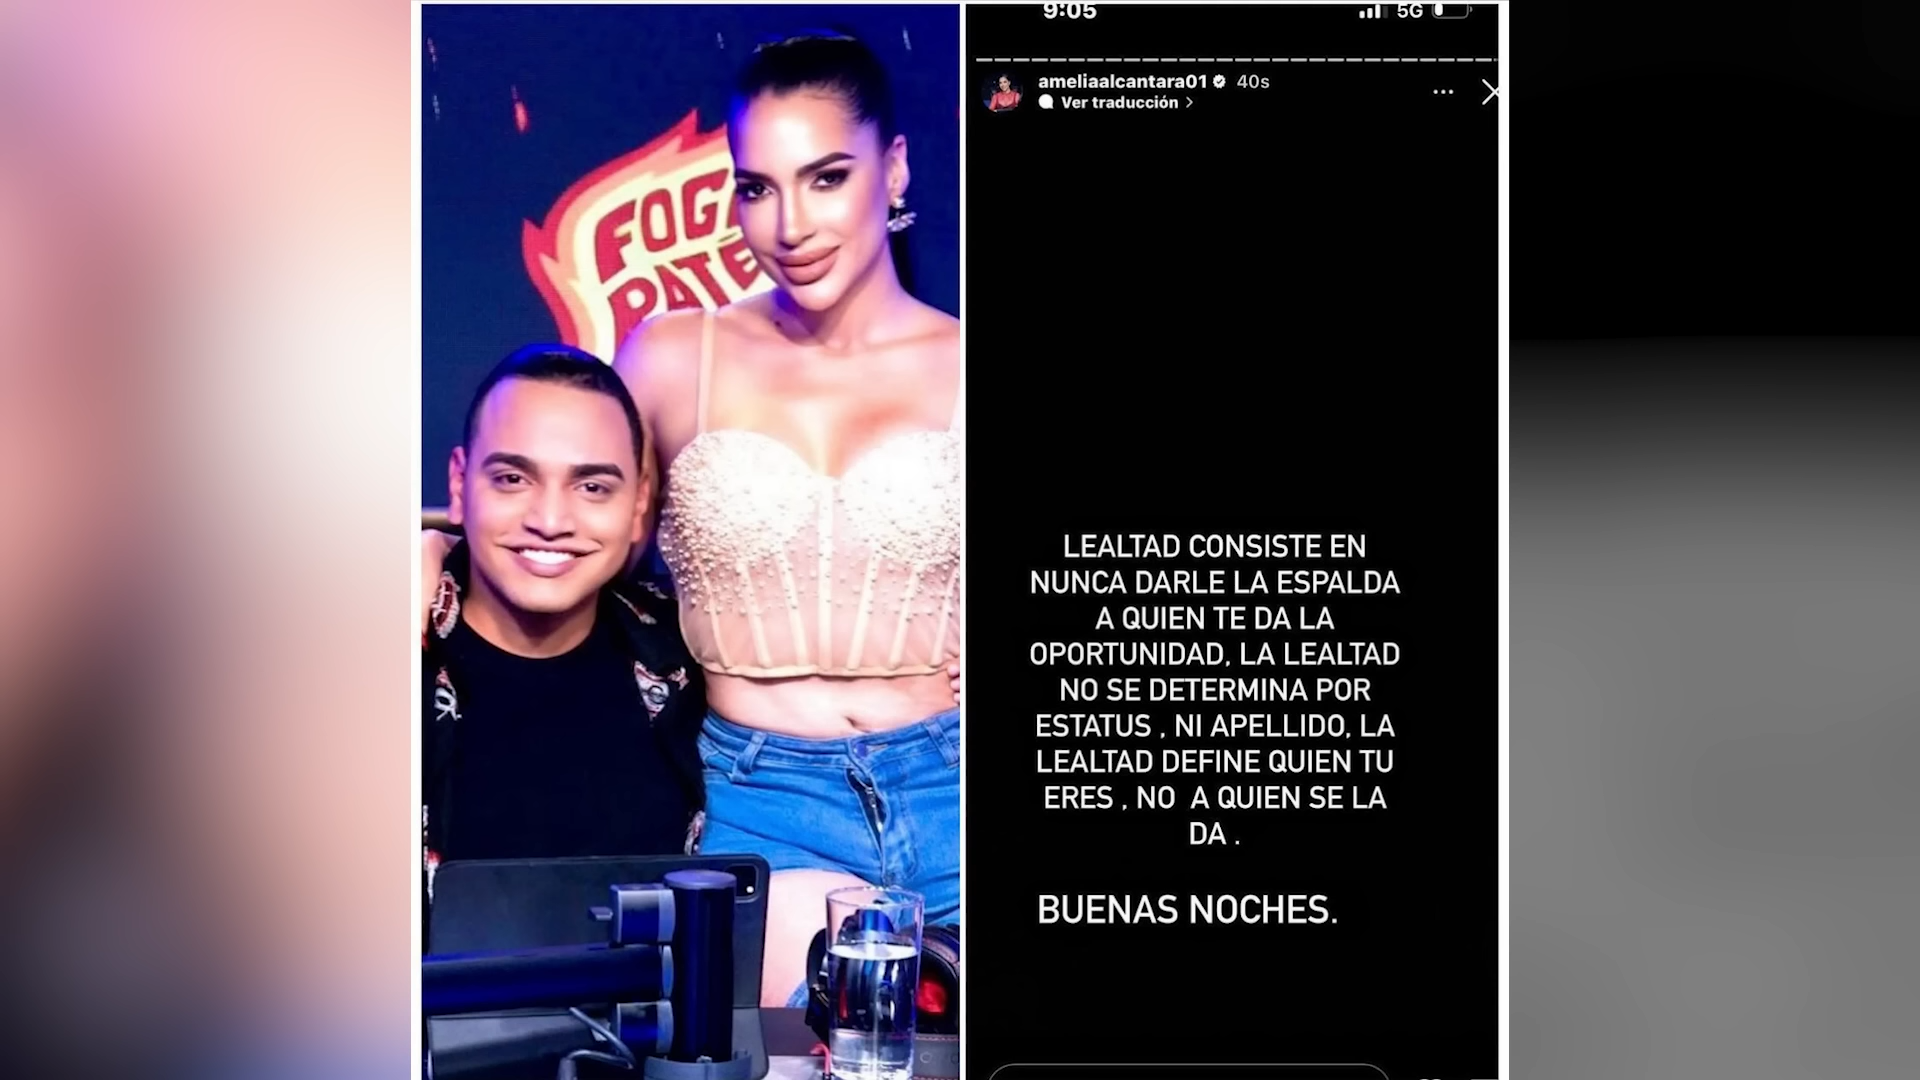 FOG
PATE
9:05
5G
ameliaalcantara01 40s
Ver traducción >
LEALTAD CONSISTE EN
NUNCA DARLE LA ESPALDA
A QUIEN TE DA LA
OPORTUNIDAD, LA LEALTAD
NO SE DETERMINA POR
ESTATUS , NI APELLIDO, LA
LEALTAD DEFINE QUIEN TU
ERES , NO A QUIEN SE LA
DA .
BUENAS NOCHES.